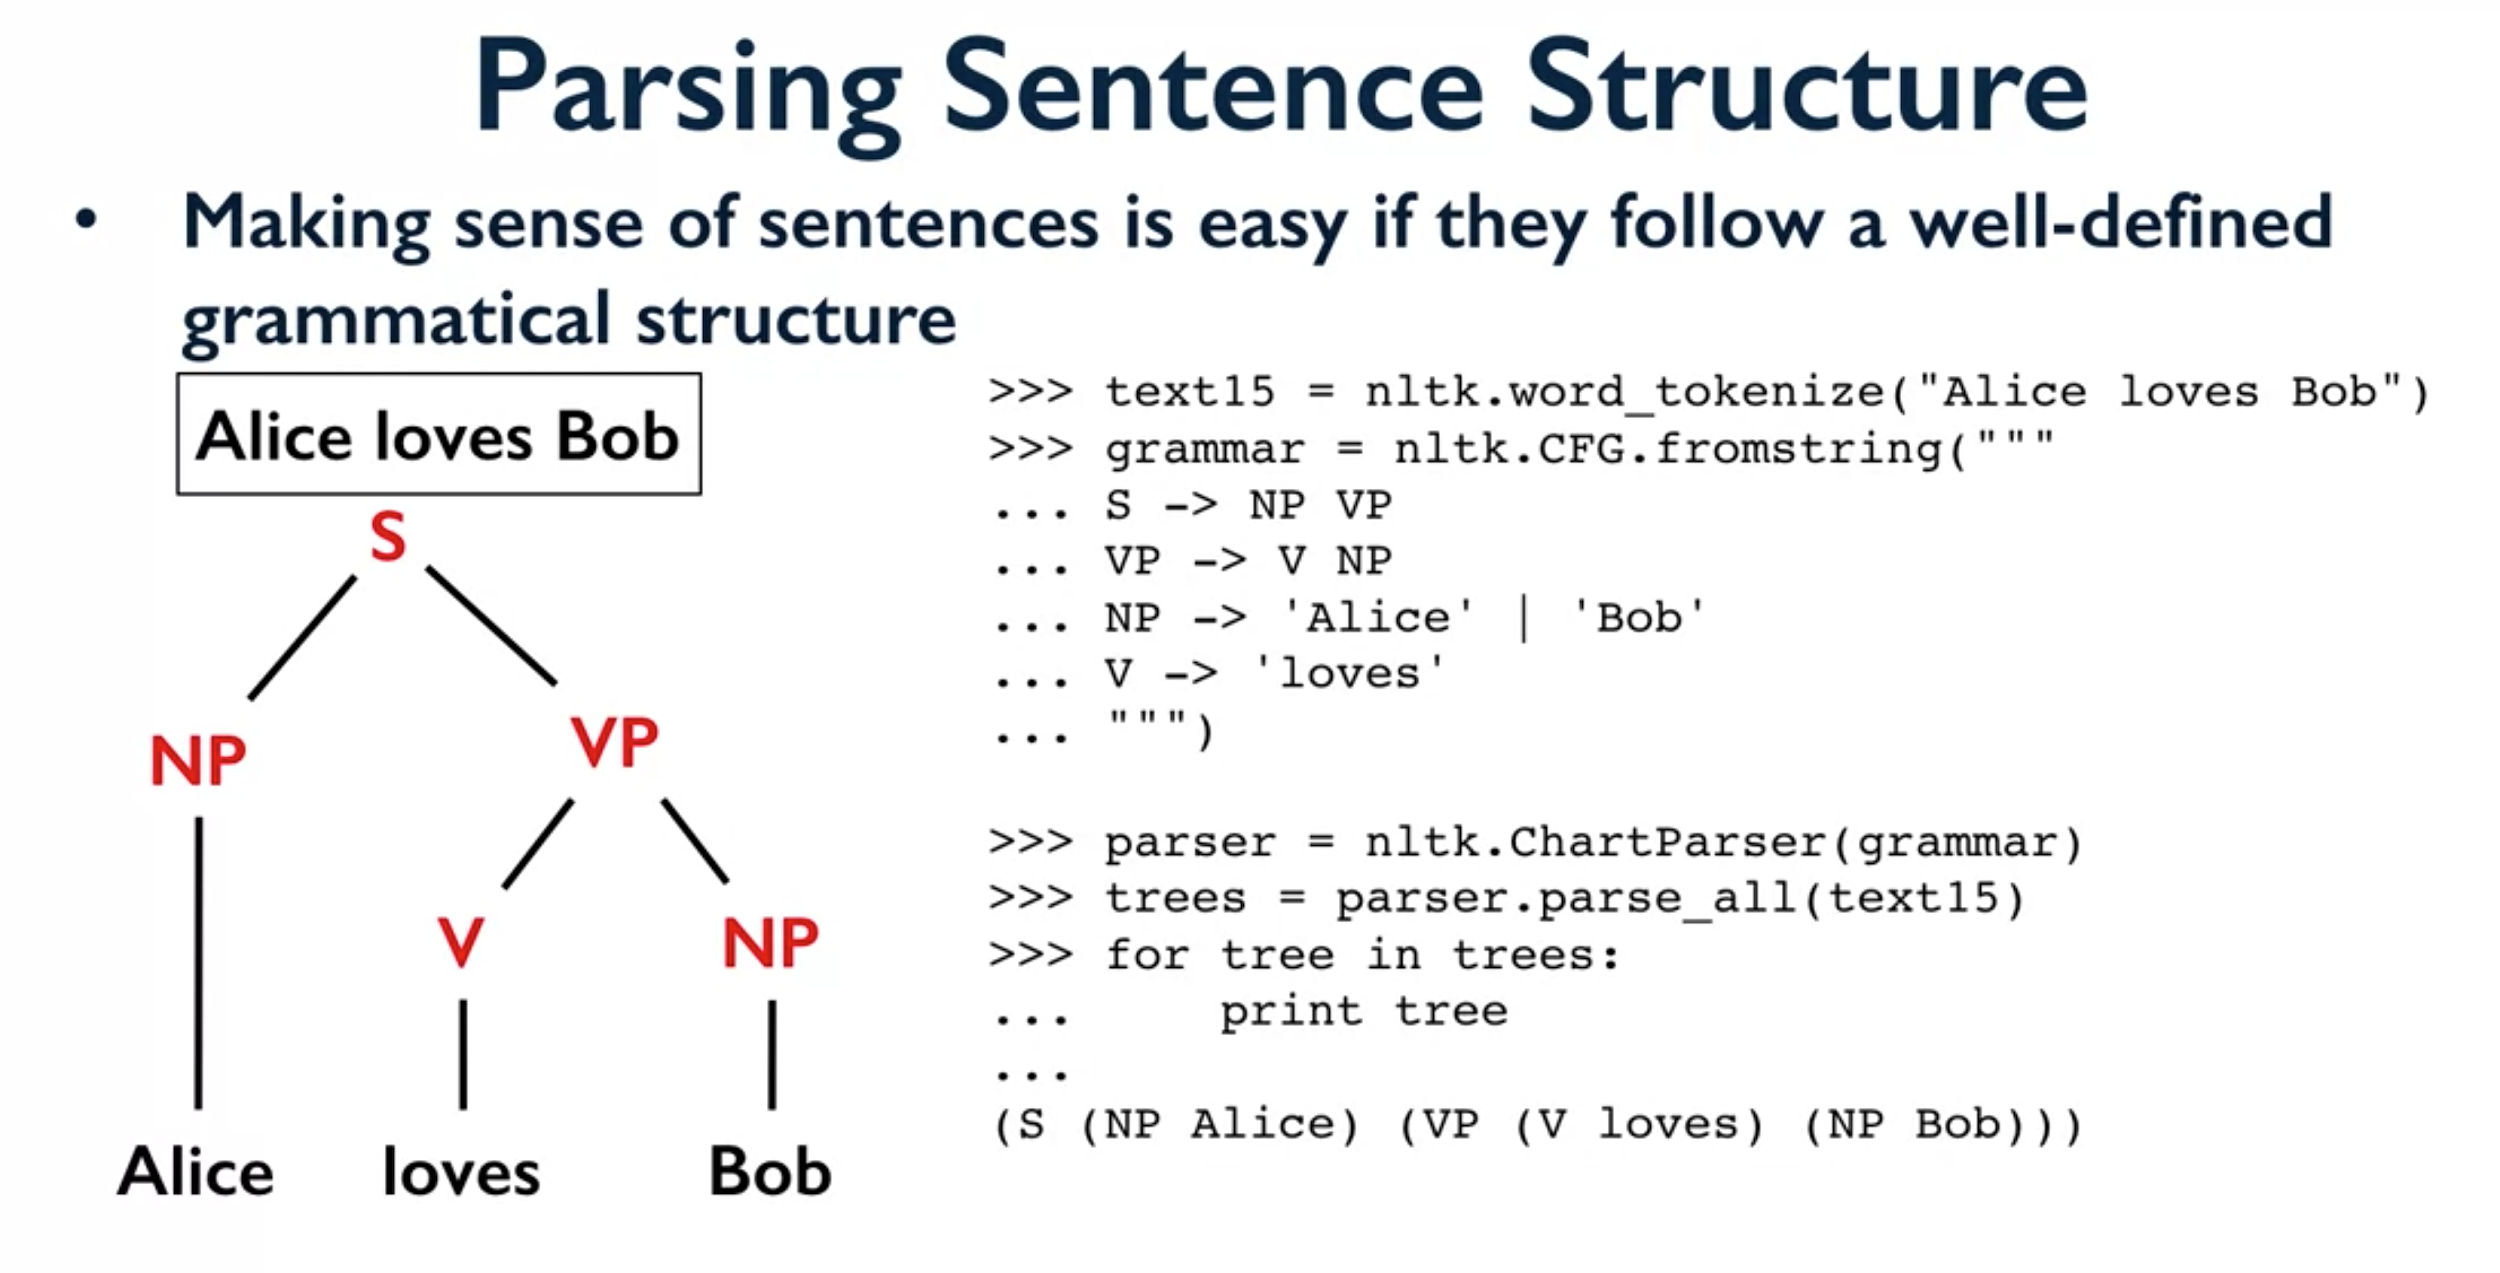 Parsing Sentence Structure
• Making sense of sentences is easy if they follow a well-defined
grammatical structure
Alice loves Bob
S
NP VP
V NP
Alice loves Bob
>>> text15 = nltk.word_tokenize("Alice loves Bob")
>>> grammar = nltk.CFG.fromstring("""
... S -> NP VP
... VP -> V NP
... NP -> 'Alice' | 'Bob'
... V -> 'loves'
... """)
>>> parser = nltk.ChartParser(grammar)
>>> trees = parser.parse_all(text15)
>>> for tree in trees:
...     print tree
...
(S (NP Alice) (VP (V loves) (NP Bob)))